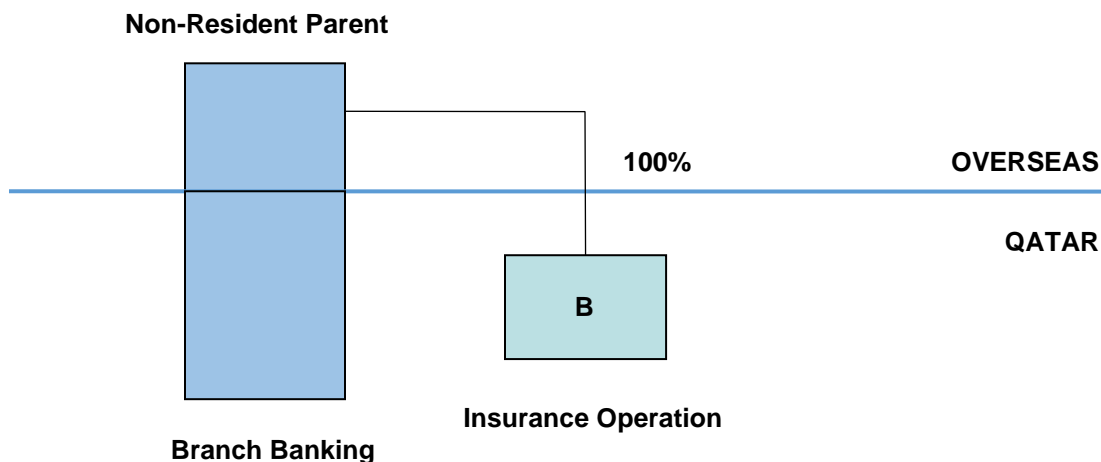 Non-Resident Parent
100%
OVERSEAS
QATAR
B
Insurance Operation
Branch Banking